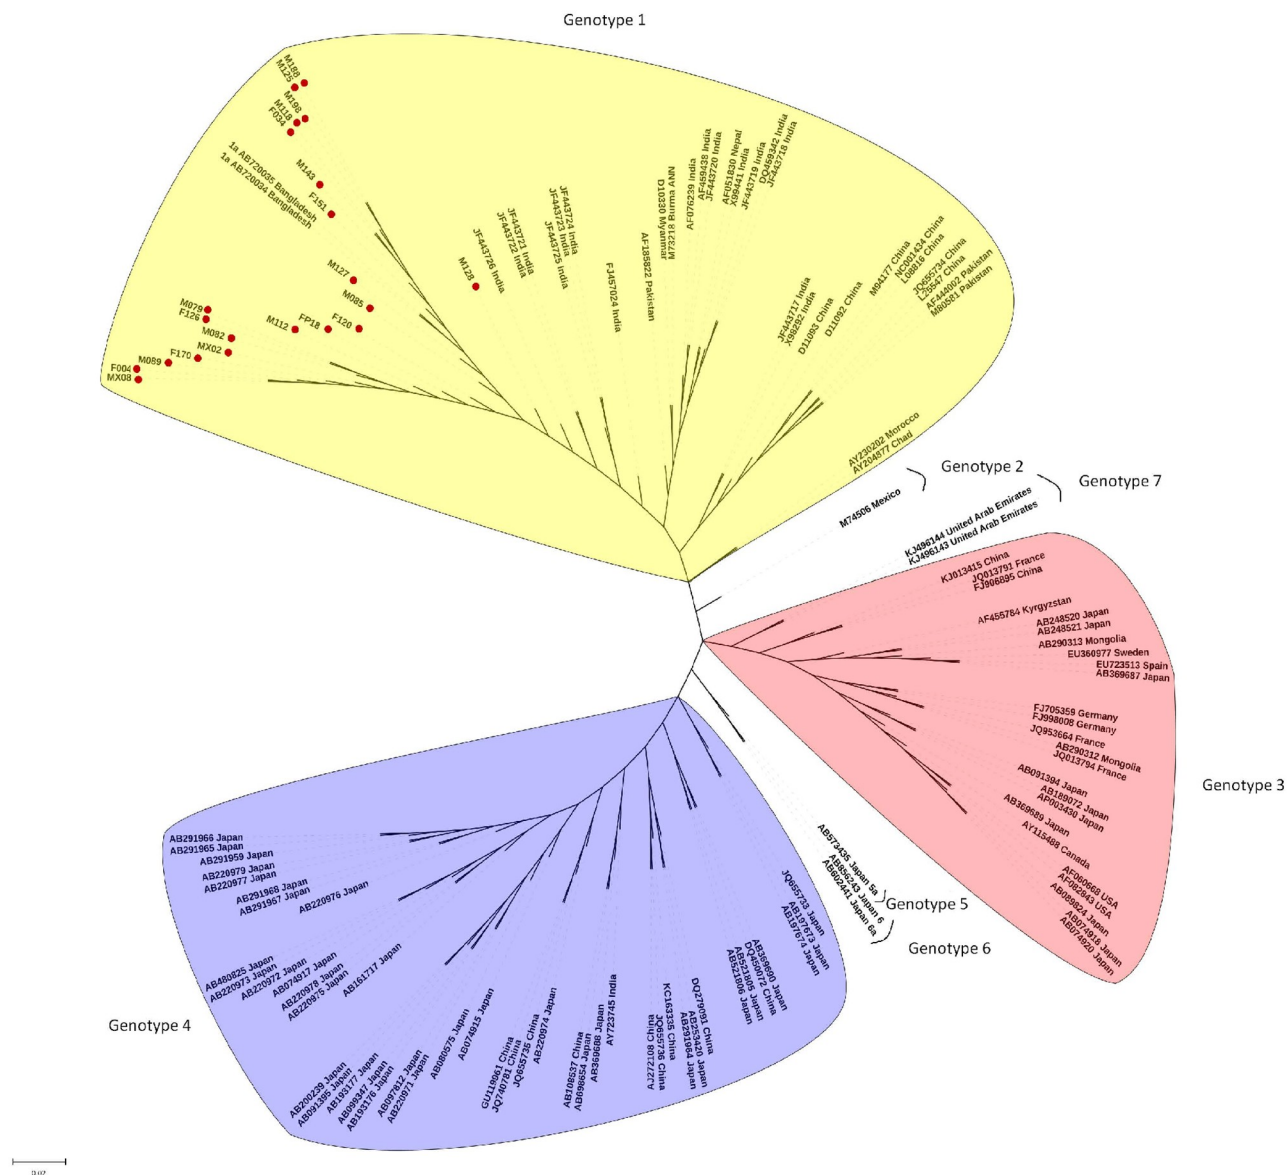 Genotype 1
M188
M125
M198
M118
F034
1a AB720035 Bangladesh
1a AB720034 Bangladesh
M143
F151
M127
M085
M079
F126
M082
M112
FP18
F120
MX02
F170
M089
F004
MX08
M128
JF443726 India
JF443721 India
JF443722 India
JF443724 India
JF443723 India
JF443725 India
FJ457024 India
AF185822 Pakistan
D10330 Myanmar
M73218 Burma ANN
AF076239 India
AF459438 India
JF443720 India
AF051830 Nepal
X99441 India
JF443719 India
DQ459342 India
JF443718 India
JF443717 India
X98292 India
D11093 China
D11092 China
M94177 China
NC001434 China
L08816 China
JQ655734 China
L25547 China
AF444002 Pakistan
M80581 Pakistan
AY230202 Morocco
AY204877 Chad
M74506 Mexico
Genotype 2
Genotype 7
KJ496144 United Arab Emirates
KJ496143 United Arab Emirates
KJ013415 China
JQ013791 France
FJ906895 China
AF455784 Kyrgyzstan
AB248520 Japan
AB248521 Japan
AB290313 Mongolia
EU360977 Sweden
EU723513 Spain
AB369687 Japan
FJ705359 Germany
FJ998008 Germany
JQ953664 France
AB290312 Mongolia
JQ013794 France
AB091394 Japan
AB189072 Japan
AP003430 Japan
AB369689 Japan
AY115488 Canada
AF060668 USA
AF082843 USA
AB089824 Japan
AB074918 Japan
AB074920 Japan
Genotype 3
AB573435 Japan 5a
AB856243 Japan 6
AB602441 Japan 6a
Genotype 5
Genotype 6
JQ655733 Japan
AB197673 Japan
AB197674 Japan
AB369690 Japan
DQ450072 China
AB521805 Japan
AB521806 Japan
DQ279091 China
AB253420 Japan
AB291964 Japan
KC163335 China
JQ655736 China
AJ272108 China
AY723745 India
AB369688 Japan
AB698654 Japan
AB108537 China
AB220974 Japan
JQ655735 China
JQ740781 China
GU119961 China
AB074915 Japan
AB080575 Japan
AB220971 Japan
AB097812 Japan
AB193176 Japan
AB099347 Japan
AB193177 Japan
AB091395 Japan
AB200239 Japan
AB161717 Japan
AB220975 Japan
AB220978 Japan
AB074917 Japan
AB220972 Japan
AB220973 Japan
AB480825 Japan
AB220976 Japan
AB291967 Japan
AB291968 Japan
AB220977 Japan
AB220979 Japan
AB291959 Japan
AB291965 Japan
AB291966 Japan
Genotype 4
0.02